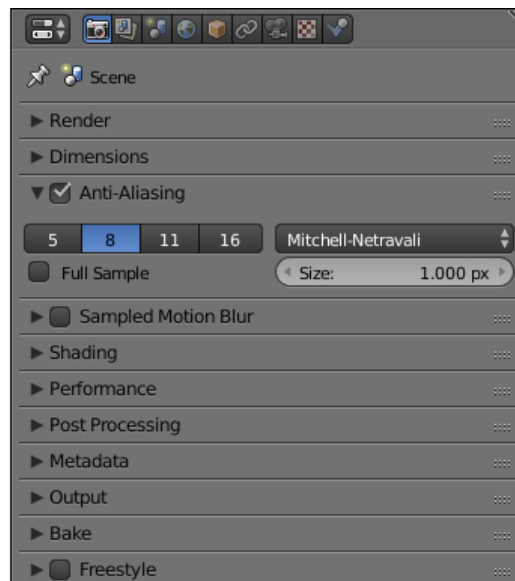 Scene
Render
Dimensions
Anti-Aliasing
5 8 11 16 Mitchell-Netravali
Full Sample Size: 1.000 px
Sampled Motion Blur
Shading
Performance
Post Processing
Metadata
Output
Bake
Freestyle